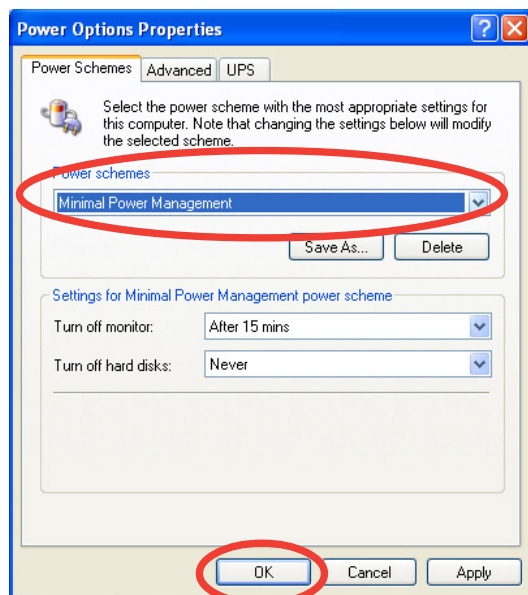 Power Options Properties
Power Schemes Advanced UPS
Select the power scheme with the most appropriate settings for
this computer. Note that changing the settings below will modify
the selected scheme.
Power schemes
Minimal Power Management
Save As... Delete
Settings for Minimal Power Management power scheme
Turn off monitor: After 15 mins
Turn off hard disks: Never
OK Cancel Apply